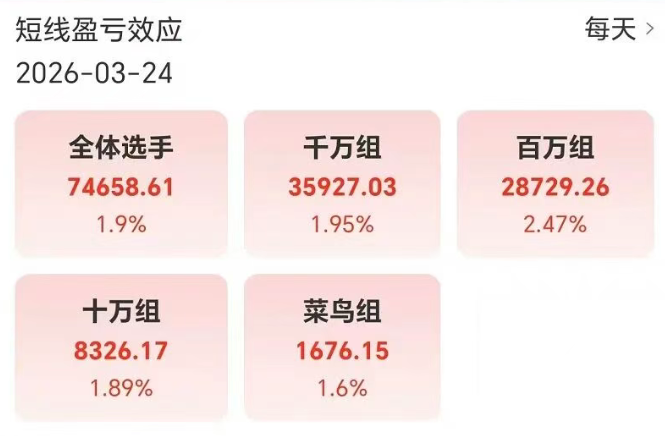 短线盈亏效应
每天 >
2026-03-24
全体选手
74658.61
1.9%
千万组
35927.03
1.95%
百万组
28729.26
2.47%
十万组
8326.17
1.89%
菜鸟组
1676.15
1.6%